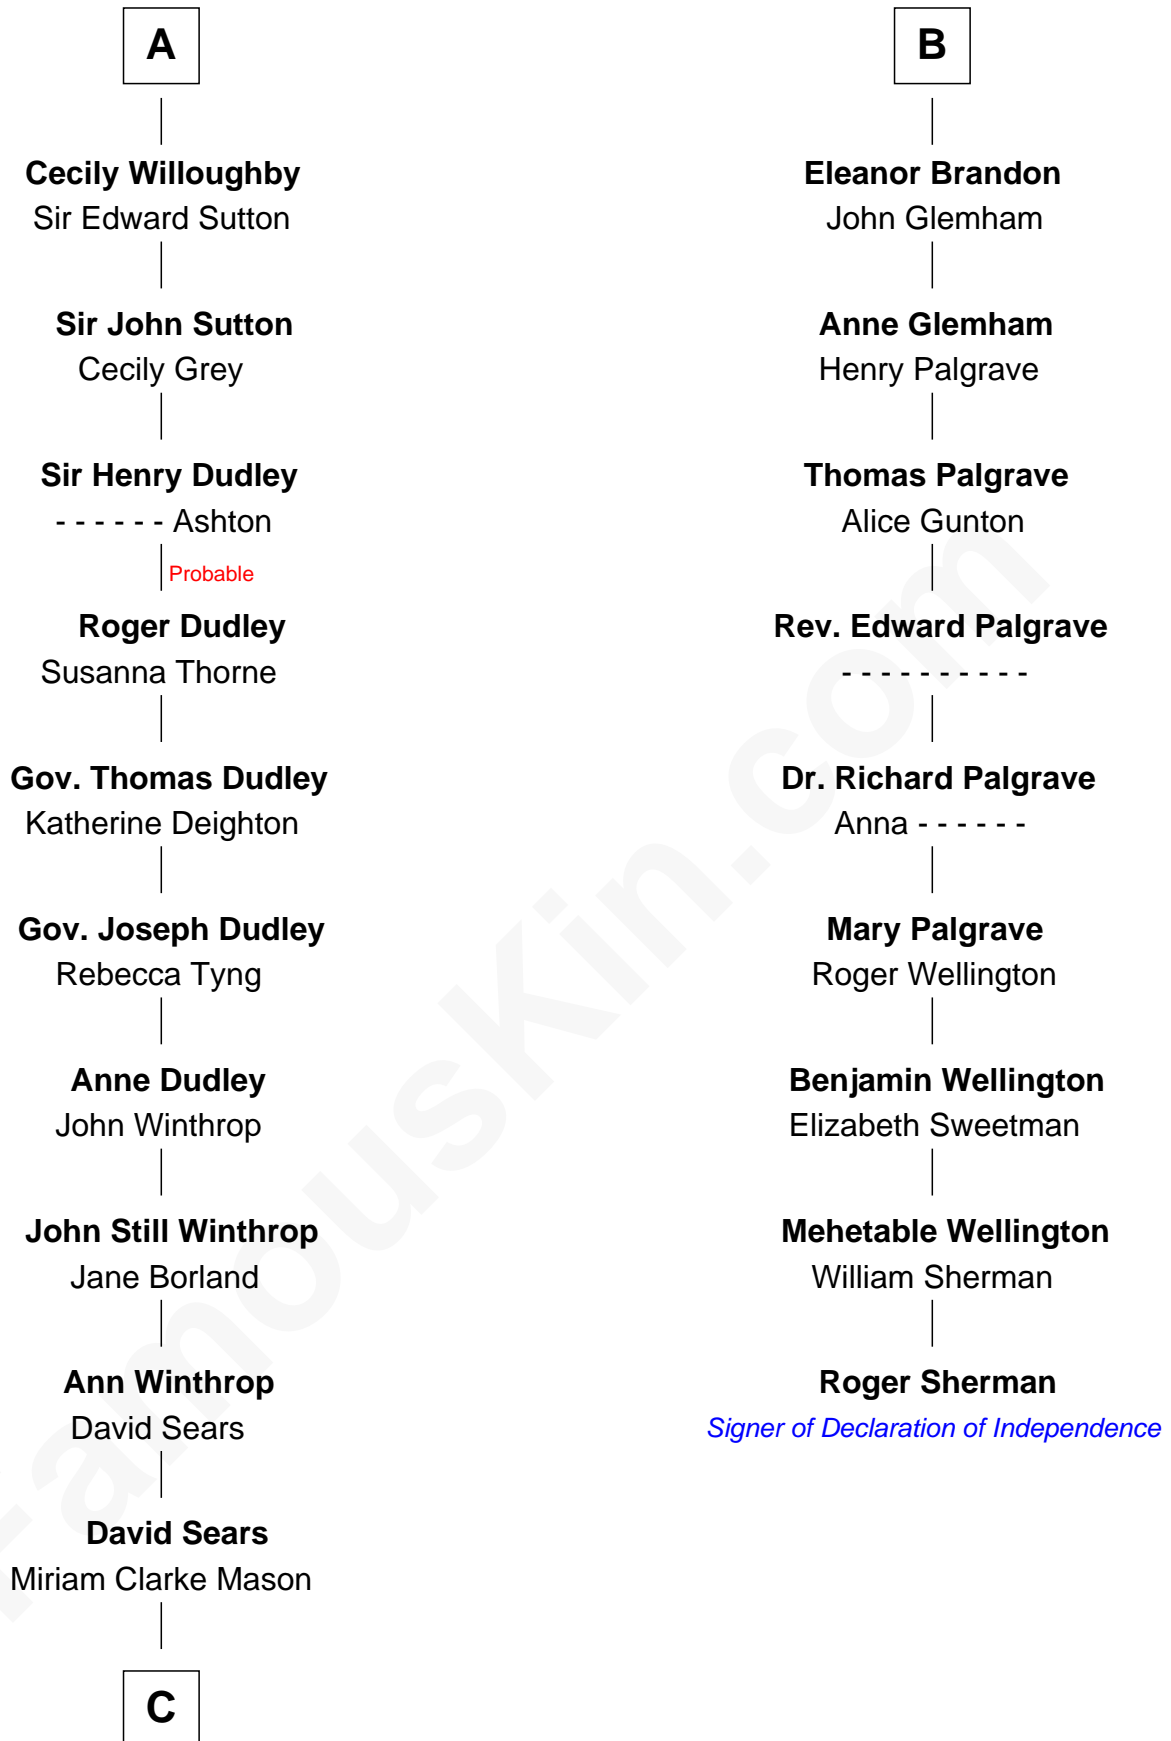 A
Cecily Willoughby
Sir Edward Sutton
Sir John Sutton
Cecily Grey
Sir Henry Dudley
- - - - - - Ashton
Probable
Roger Dudley
Susanna Thorne
Gov. Thomas Dudley
Katherine Deighton
Gov. Joseph Dudley
Rebecca Tyng
Anne Dudley
John Winthrop
John Still Winthrop
Jane Borland
Ann Winthrop
David Sears
David Sears
Miriam Clarke Mason
C
B
Eleanor Brandon
John Glemham
Anne Glemham
Henry Palgrave
Thomas Palgrave
Alice Gunton
Rev. Edward Palgrave
- - - - - - - - - -
Dr. Richard Palgrave
Anna - - - - - -
Mary Palgrave
Roger Wellington
Benjamin Wellington
Elizabeth Sweetman
Mehetable Wellington
William Sherman
Roger Sherman
Signer of Declaration of Independence
FamousKin.com